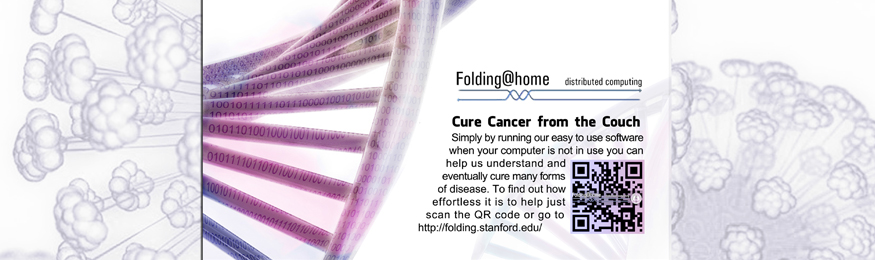 Folding@home distributed computing
Cure Cancer from the Couch
Simply by running our easy to use software
when your computer is not in use you can
help us understand and
eventually cure many forms
of disease. To find out how
effortless it is to help just
scan the QR code or go to
http://folding.stanford.edu/